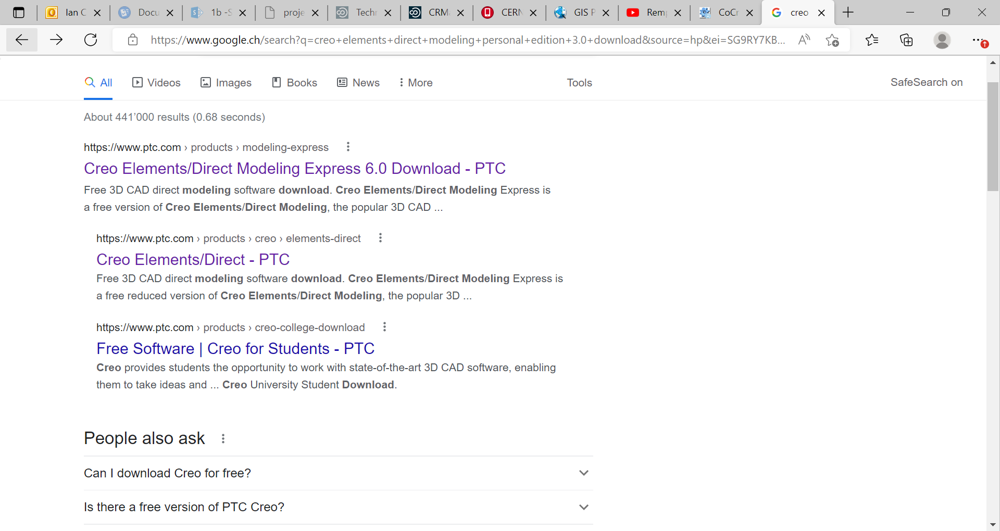 Ian C
Docu
1b -S
proje
Techn
CRM
CERN
GIS P
Rem
CoCr
creo
https://www.google.ch/search?q=creo+elements+direct+modeling+personal+edition+3.0+download&source=hp&ei=SG9RY7KB...
All
Videos
Images
Books
News
More
Tools
SafeSearch on
About 441’000 results (0.68 seconds)
https://www.ptc.com › products › modeling-express
Creo Elements/Direct Modeling Express 6.0 Download - PTC
Free 3D CAD direct modeling software download. Creo Elements/Direct Modeling Express is
a free version of Creo Elements/Direct Modeling, the popular 3D CAD ...
https://www.ptc.com › products › creo › elements-direct
Creo Elements/Direct - PTC
Free 3D CAD direct modeling software download. Creo Elements/Direct Modeling Express is
a free reduced version of Creo Elements/Direct Modeling, the popular 3D ...
https://www.ptc.com › products › creo-college-download
Free Software | Creo for Students - PTC
Creo provides students the opportunity to work with state-of-the-art 3D CAD software, enabling
them to take ideas and ... Creo University Student Download.
People also ask
Can I download Creo for free?
Is there a free version of PTC Creo?